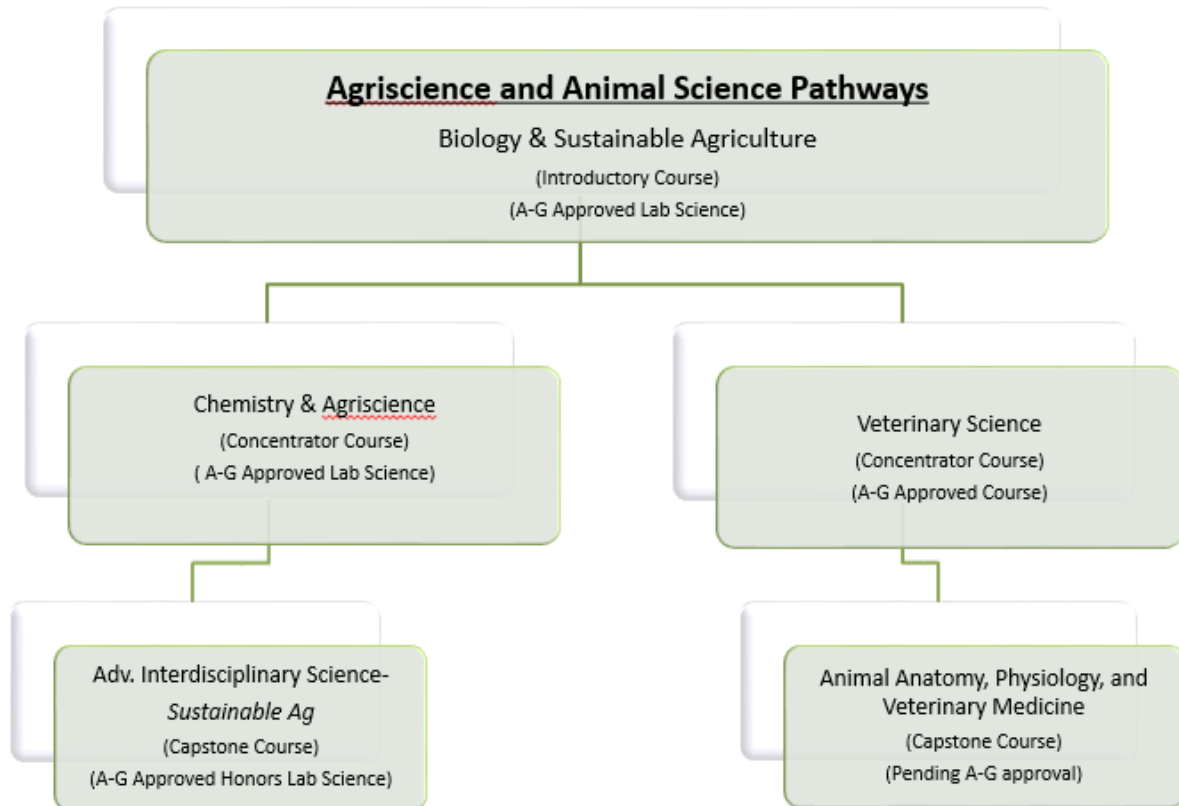 Agriscience and Animal Science Pathways
Biology & Sustainable Agriculture
(Introductory Course)
(A-G Approved Lab Science)
Chemistry & Agriscience
(Concentrator Course)
( A-G Approved Lab Science)
Veterinary Science
(Concentrator Course)
(A-G Approved Course)
Adv. Interdisciplinary Science-
Sustainable Ag
(Capstone Course)
(A-G Approved Honors Lab Science)
Animal Anatomy, Physiology, and
Veterinary Medicine
(Capstone Course)
(Pending A-G approval)